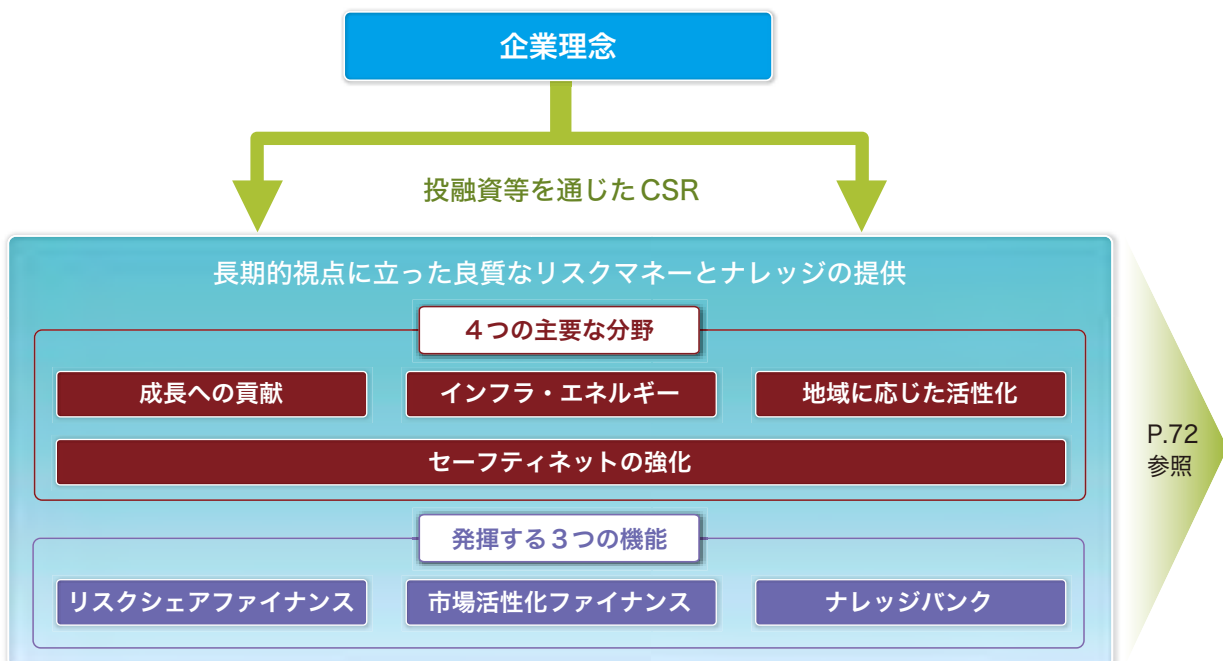 企業理念
投融資等を通じたCSR
長期的視点に立った良質なリスクマネーとナレッジの提供
4つの主要な分野
成長への貢献
インフラ・エネルギー
地域に応じた活性化
セーフティネットの強化
発揮する3つの機能
リスクシェアファイナンス
市場活性化ファイナンス
ナレッジバンク
P.72
参照